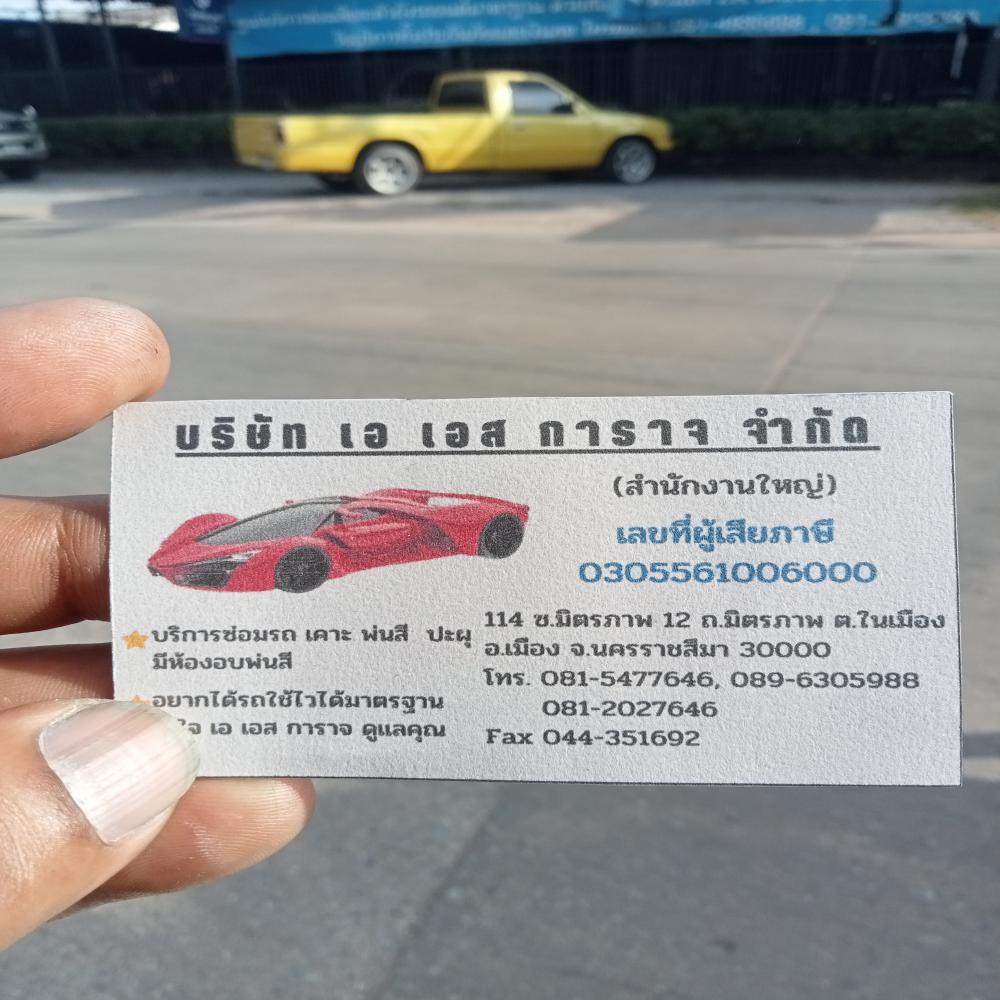 บริษัท เอ เอส การาจ จำกัด
(สำนักงานใหญ่)
เลขที่ผู้เสียภาษี
0305561006000
บริการซ่อมรถ เคาะ พ่นสี ปะผุ
มีห้องอบพ่นสี
อยากได้รถใช้ไวได้มาตรฐาน
เอ เอส การาจ ดูแลคุณ
114 ซ.มิตรภาพ 12 ถ.มิตรภาพ ต.ในเมือง
อ.เมือง จ.นครราชสีมา 30000
โทร. 081-5477646, 089-6305988
081-2027646
Fax 044-351692